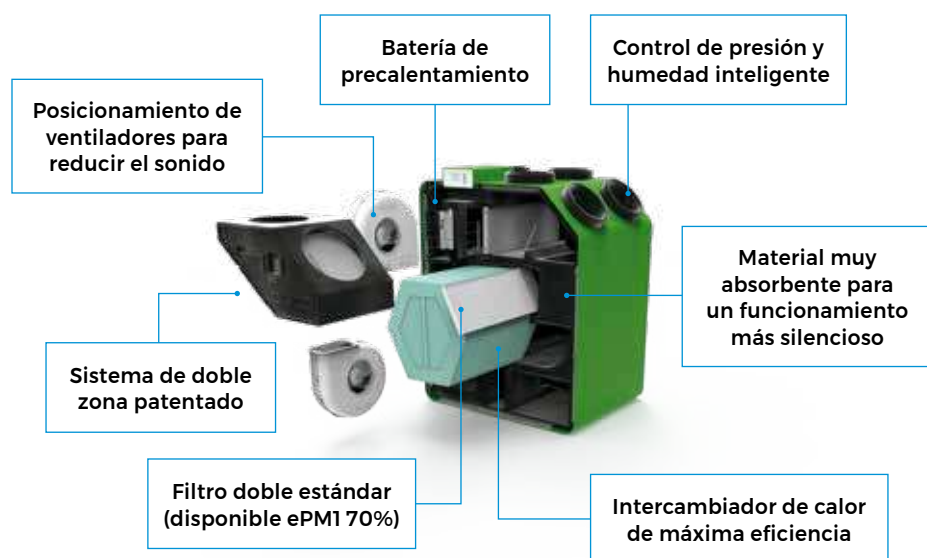 Batería de
precalentamiento
Control de presión y
humedad inteligente
Posicionamiento de
ventiladores para
reducir el sonido
Material muy
absorbente para
un funcionamiento
más silencioso
Sistema de doble
zona patentado
Filtro doble estándar
(disponible ePM1 70%)
Intercambiador de calor
de máxima eficiencia